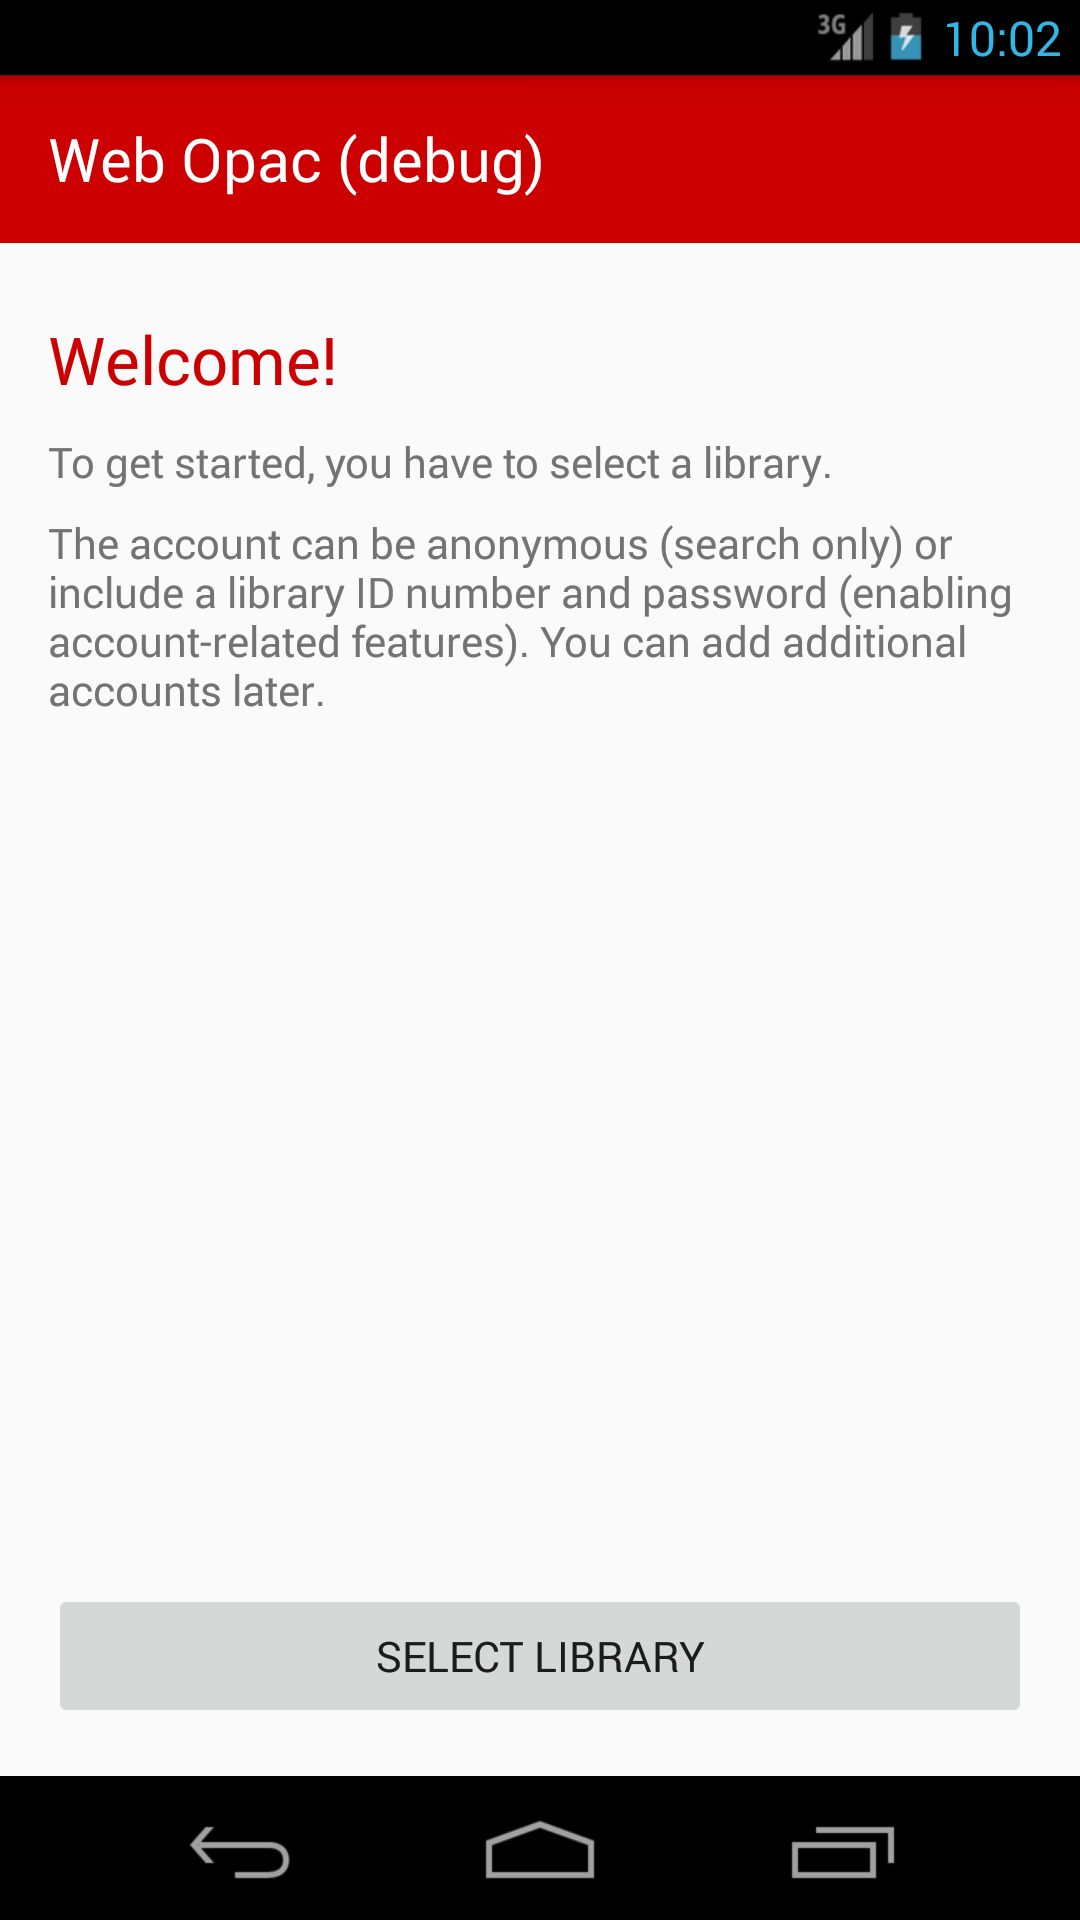 3G 10:02
Web Opac (debug)
Welcome!
To get started, you have to select a library.
The account can be anonymous (search only) or
include a library ID number and password (enabling
account-related features). You can add additional
accounts later.
SELECT LIBRARY